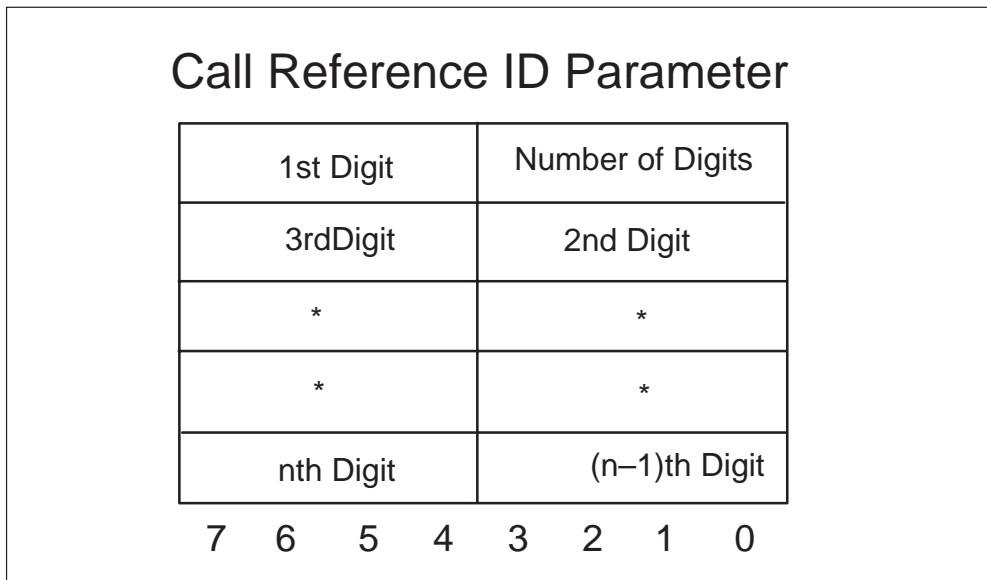 Call Reference ID Parameter
1st Digit Number of Digits
3rdDigit 2nd Digit
* *
* *
nth Digit (n–1)th Digit
7 6 5 4 3 2 1 0